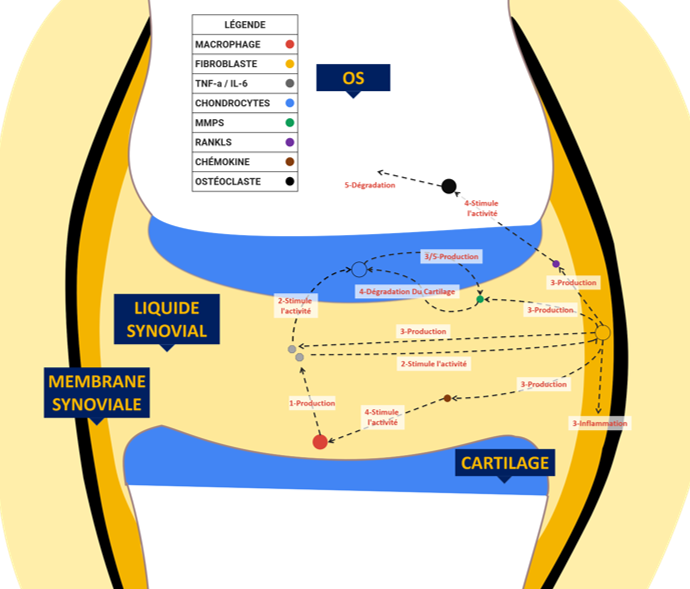 LÉGENDE
MACROPHAGE
FIBROBLASTE
TNF-a / IL-6
CHONDROCYTES
MMPS
RANKLS
CHÉMOKINE
OSTÉOCLASTE
OS
5-Dégradation
4-Stimule
l'activité
3/5-Production
3-Production
4-Dégradation Du Cartilage
2-Stimule
l'activité
3-Production
LIQUIDE
SYNOVIAL
3-Production
2-Stimule l'activité
MEMBRANE
SYNOVIALE
3-Production
1-Production
4-Stimule
l'activité
3-Inflammation
CARTILAGE